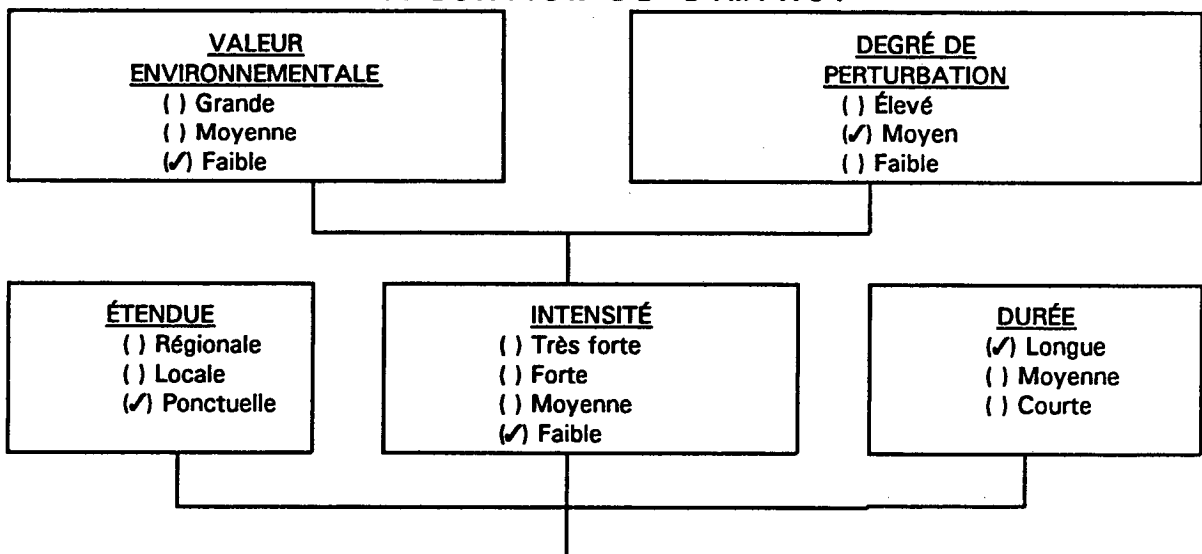 VALEUR
ENVIRONNEMENTALE
( ) Grande
( ) Moyenne
(✓) Faible
DEGRÉ DE
PERTURBATION
( ) Élevé
(✓) Moyen
( ) Faible
ÉTENDUE
( ) Régionale
( ) Locale
(✓) Ponctuelle
INTENSITÉ
( ) Très forte
( ) Forte
( ) Moyenne
(✓) Faible
DURÉE
(✓) Longue
( ) Moyenne
( ) Courte